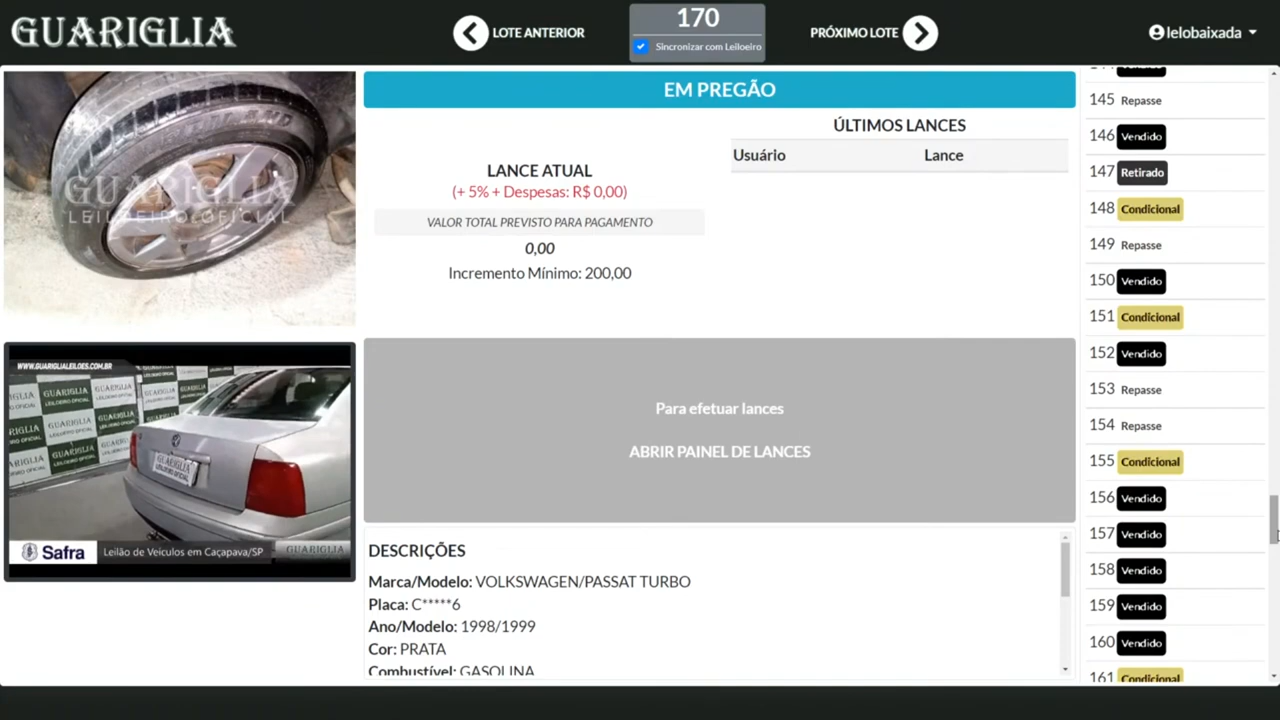 GUARIGLIA
LOTE ANTERIOR
170
Sincronizar com Leiloeiro
PRÓXIMO LOTE
lelobaixada
GUARIGLIA
LEILOEIRO OFICIAL
EM PREGÃO
LANCE ATUAL
(+ 5% + Despesas: R$ 0,00)
VALOR TOTAL PREVISTO PARA PAGAMENTO
0,00
Incremento Mínimo: 200,00
ÚLTIMOS LANCES
Usuário Lance
Para efetuar lances
ABRIR PAINEL DE LANCES
WWW.GUARIGLIALEILOES.COM.BR
GUARIGLIA
LEILOEIRO OFICIAL
Safra
Leilão de Veículos em Caçapava/SP
GUARIGLIA
DESCRIÇÕES
Marca/Modelo: VOLKSWAGEN/PASSAT TURBO
Placa: C*****6
Ano/Modelo: 1998/1999
Cor: PRATA
Combustível: GASOLINA
145 Repasse
146 Vendido
147 Retirado
148 Condicional
149 Repasse
150 Vendido
151 Condicional
152 Vendido
153 Repasse
154 Repasse
155 Condicional
156 Vendido
157 Vendido
158 Vendido
159 Vendido
160 Vendido
161 Condicional